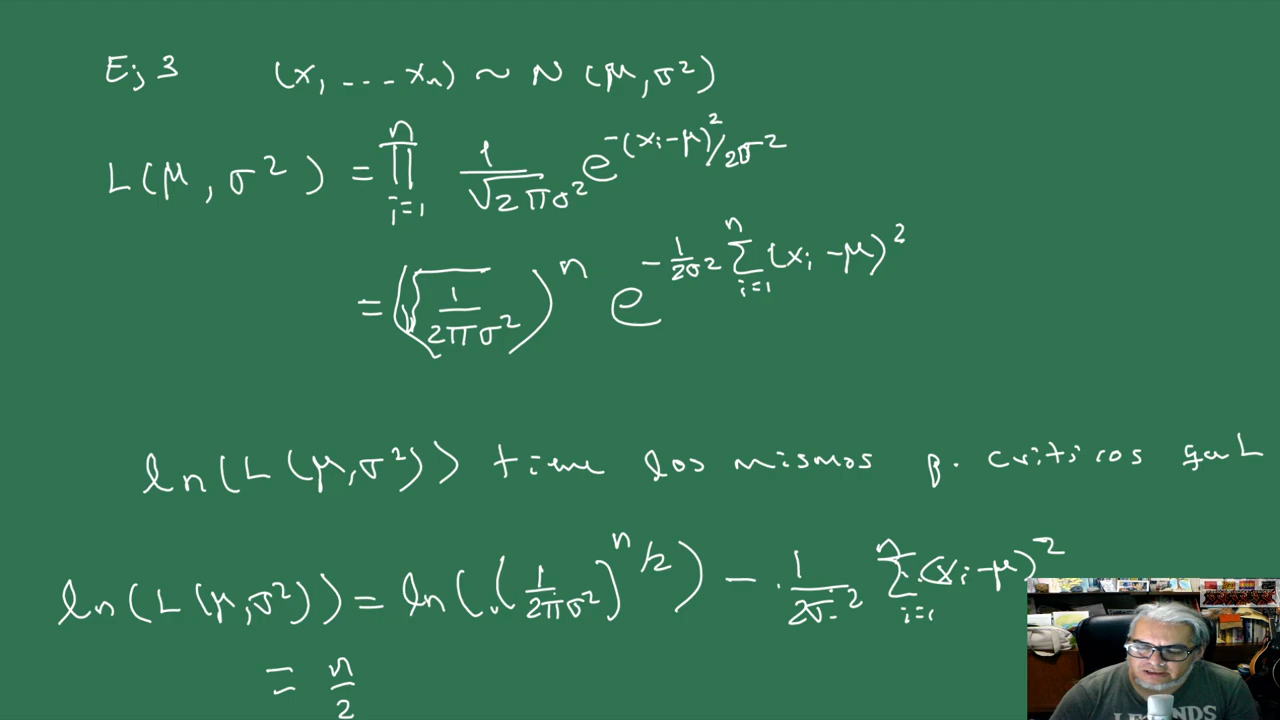 Ej 3 (x₁ ... xₙ) ~ N(μ, σ²)
L(μ, σ²) = ∏ᵢ₌₁ⁿ 1/√2πσ² e^(-(xᵢ-μ)²/2σ²)
= (√(1/2πσ²))ⁿ e^(-1/2σ² ∑ᵢ₌₁ⁿ (xᵢ-μ)²)
ln(L(μ,σ²)) tiene los mismos p. criticos que L
ln(L(μ,σ²)) = ln((1/2πσ²)^(n/2)) - 1/2σ² ∑ᵢ₌₁ⁿ (xᵢ-μ)²
= n/2
LEGENDS